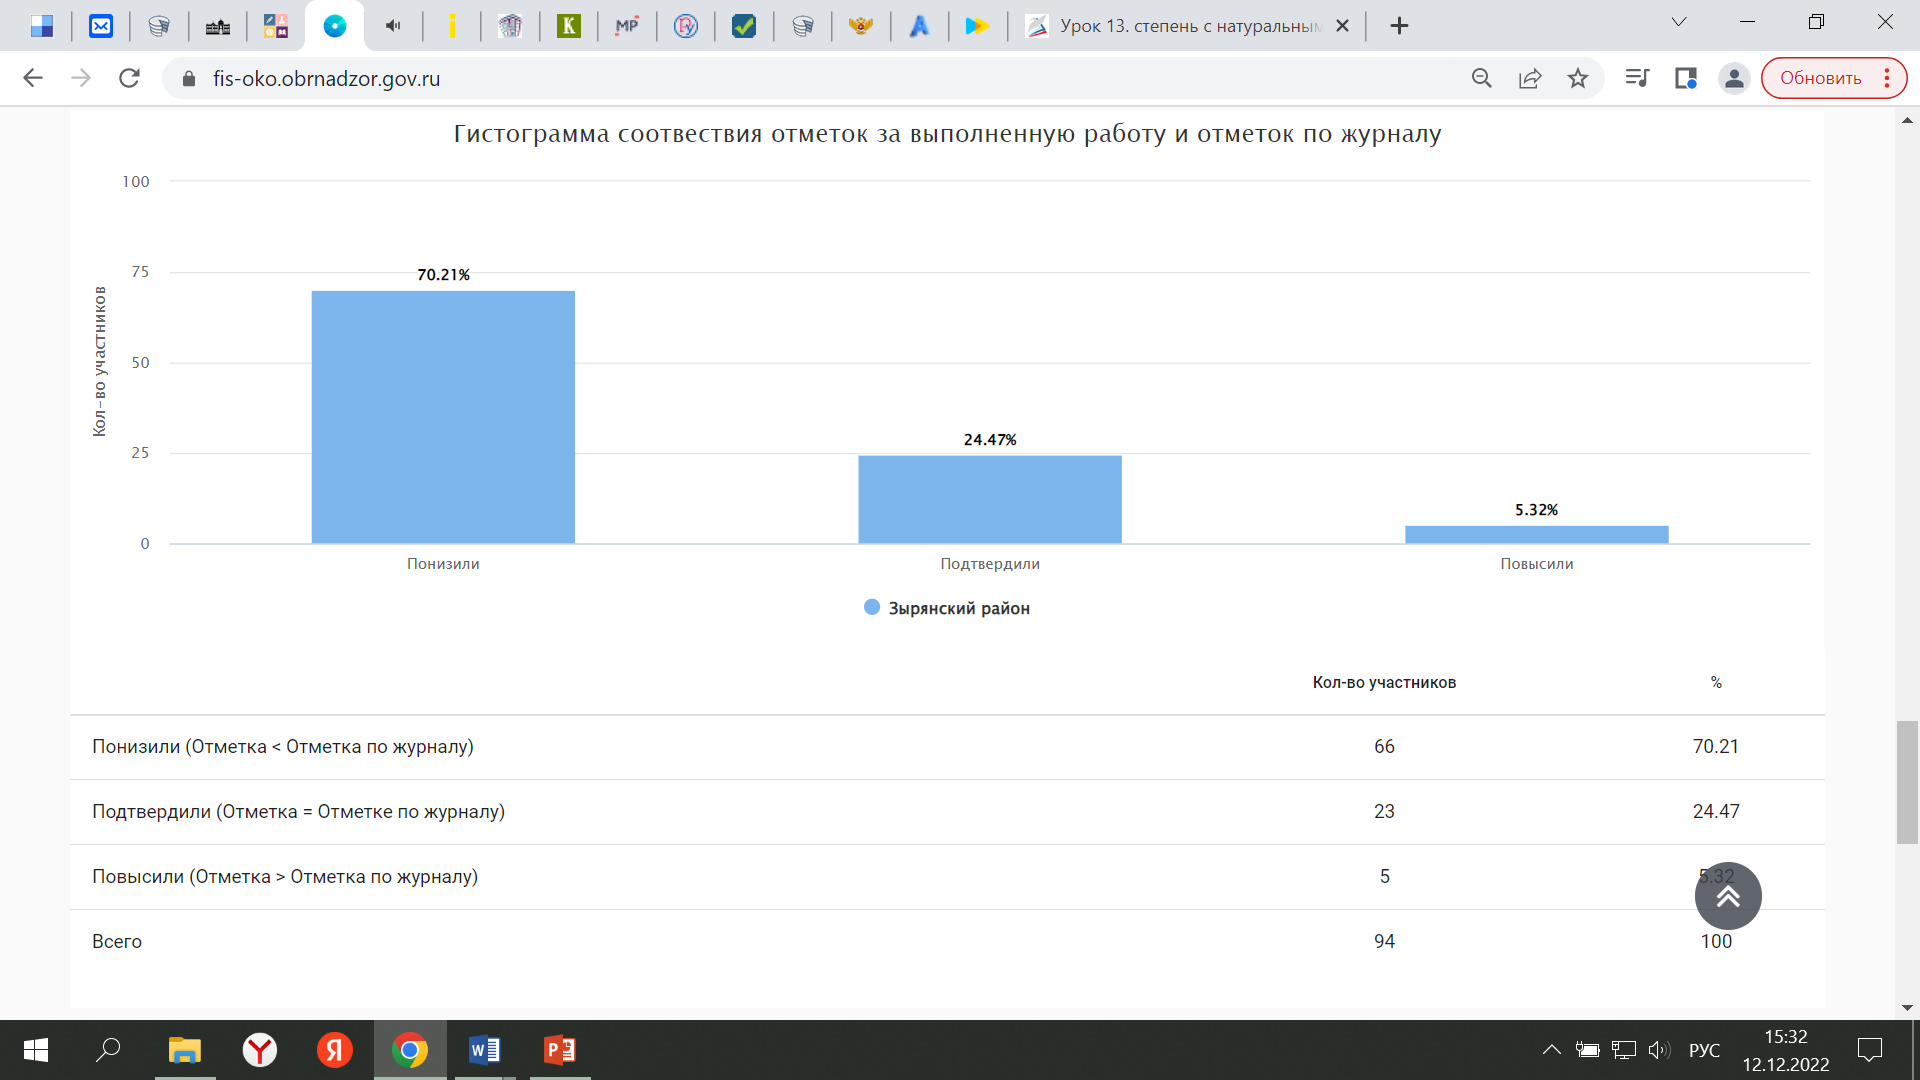 Урок 13. степень с натуральным
fis-oko.obrnadzor.gov.ru
Обновить
Гистограмма соотвествия отметок за выполненную работу и отметок по журналу
Кол-во участников
100
75
50
25
0
70.21%
24.47%
5.32%
Понизили Подтвердили Повысили
Зырянский район
Кол-во участников %
Понизили (Отметка < Отметка по журналу) 66 70.21
Подтвердили (Отметка = Отметке по журналу) 23 24.47
Повысили (Отметка > Отметка по журналу) 5 5.32
Всего 94 100
РУС
15:32
12.12.2022